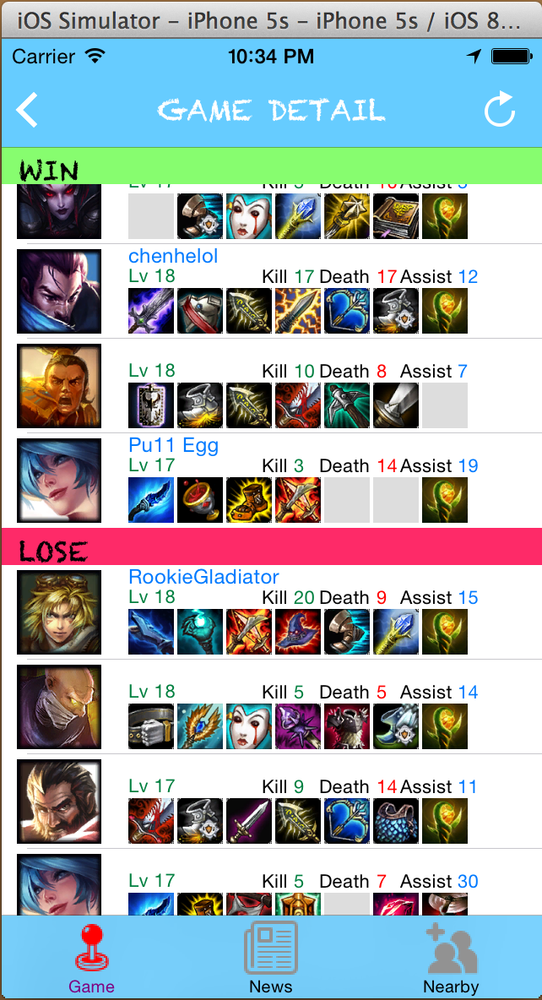 iOS Simulator – iPhone 5s – iPhone 5s / iOS 8...
Carrier 10:34 PM
GAME DETAIL
WIN
Lv 17 Kill Death Assist
chenhelol
Lv 18 Kill 17 Death 17 Assist 12
Lv 18 Kill 10 Death 8 Assist 7
Pu11 Egg
Lv 17 Kill 3 Death 14 Assist 19
LOSE
RookieGladiator
Lv 18 Kill 20 Death 9 Assist 15
Lv 18 Kill 5 Death 5 Assist 14
Lv 17 Kill 9 Death 14 Assist 11
Lv 17 Kill 5 Death 7 Assist 30
Game News Nearby